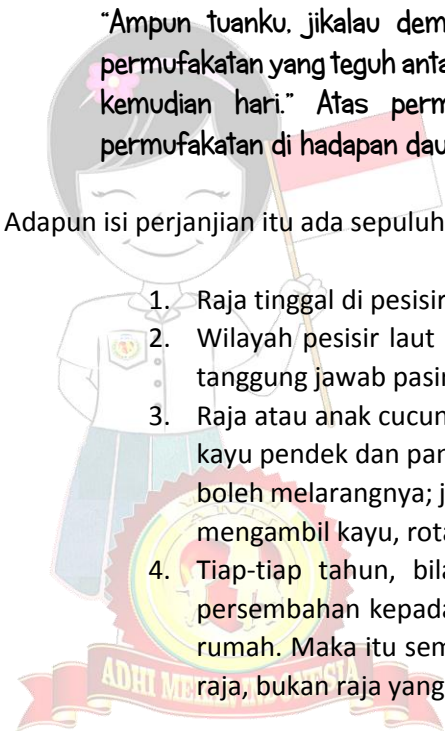 “Ampun tuanku, jikalau dem
permufakatan yang teguh anta
kemudian hari.” Atas perm
permufakatan di hadapan dau
Adapun isi perjanjian itu ada sepuluh
1. Raja tinggal di pesisir
2. Wilayah pesisir laut
tanggung jawab pasir
3. Raja atau anak cucun
kayu pendek dan par
boleh melarangnya; j
mengambil kayu, rota
4. Tiap-tiap tahun, bila
persembahan kepada
rumah. Maka itu sem
raja, bukan raja yang
ADHI MERI INDONESIA